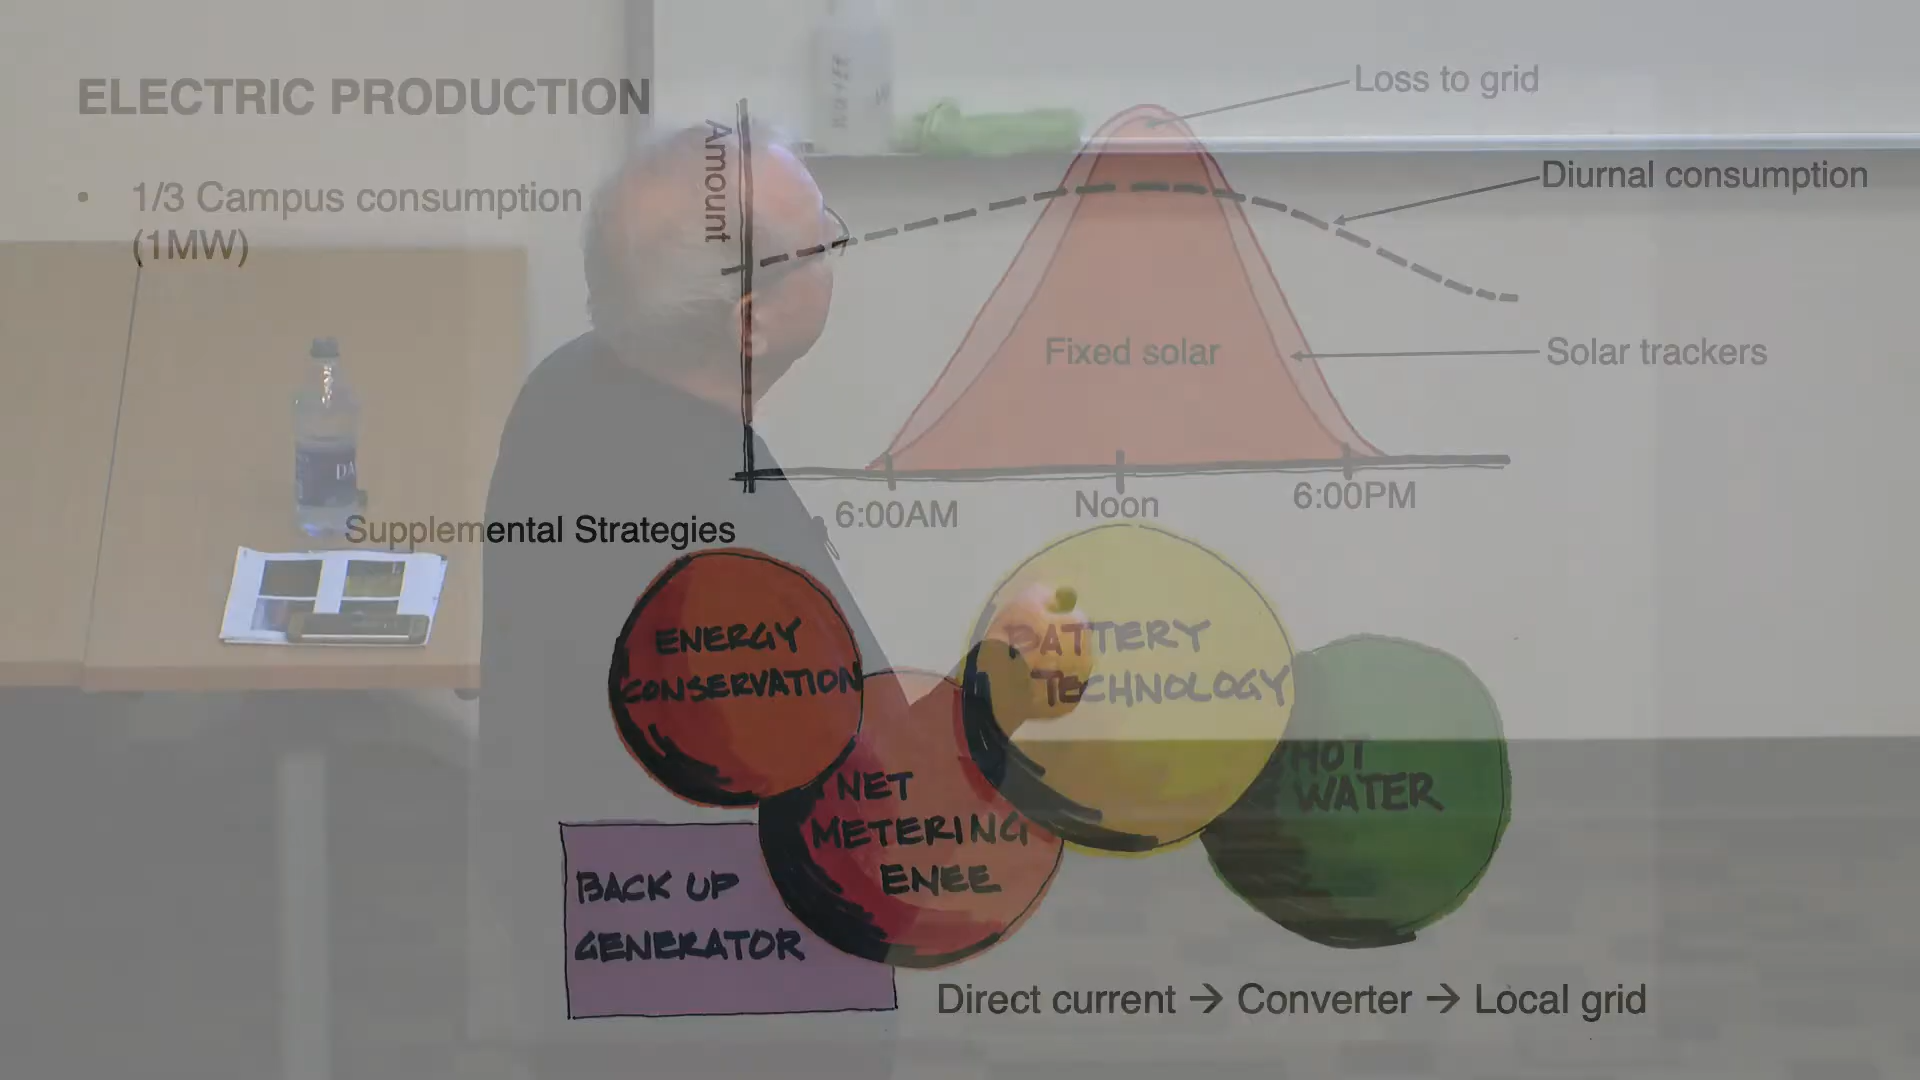 ELECTRIC PRODUCTION
• 1/3 Campus consumption
(1MW)
Amount
Loss to grid
Diurnal consumption
Fixed solar
Solar trackers
6:00AM
Noon
6:00PM
Supplemental Strategies
ENERGY
CONSERVATION
BATTERY
TECHNOLOGY
HOT
WATER
NET
METERING
ENEE
BACK UP
GENERATOR
Direct current → Converter → Local grid
DA